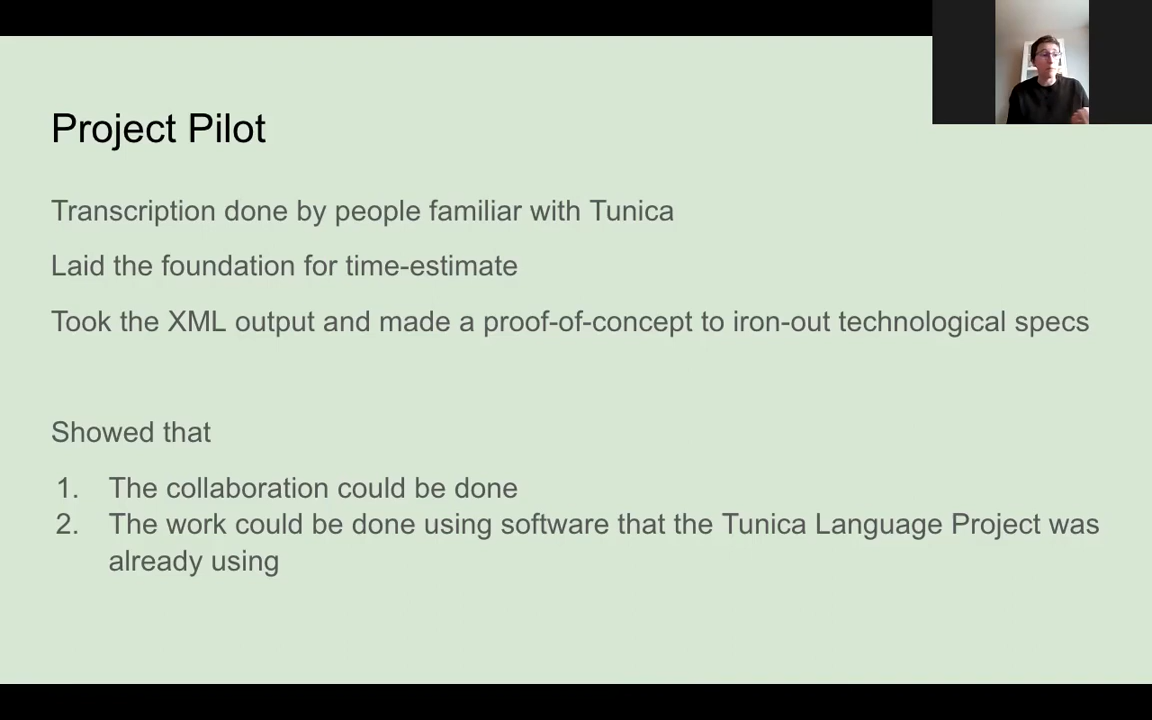 Project Pilot
Transcription done by people familiar with Tunica
Laid the foundation for time-estimate
Took the XML output and made a proof-of-concept to iron-out technological specs
Showed that
1. The collaboration could be done
2. The work could be done using software that the Tunica Language Project was
already using